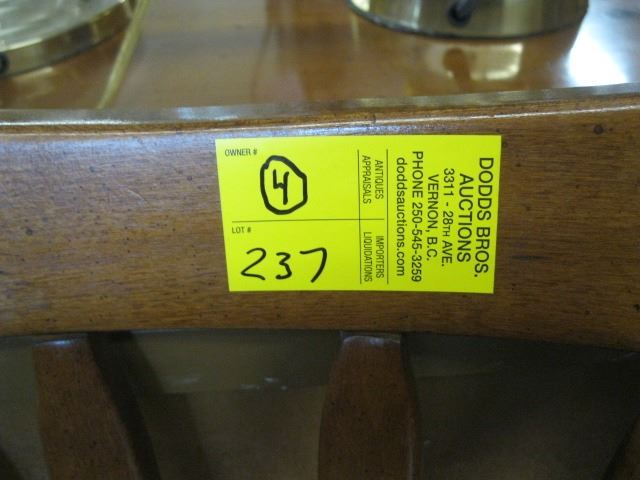 OWNER #
4
LOT #
237
ANTIQUES
APPRAISALS
IMPORTERS
LIQUIDATIONS
DODDS BROS.
AUCTIONS
3311 - 28TH AVE.
VERNON, B.C.
PHONE 250-545-3259
doddsauctions.com